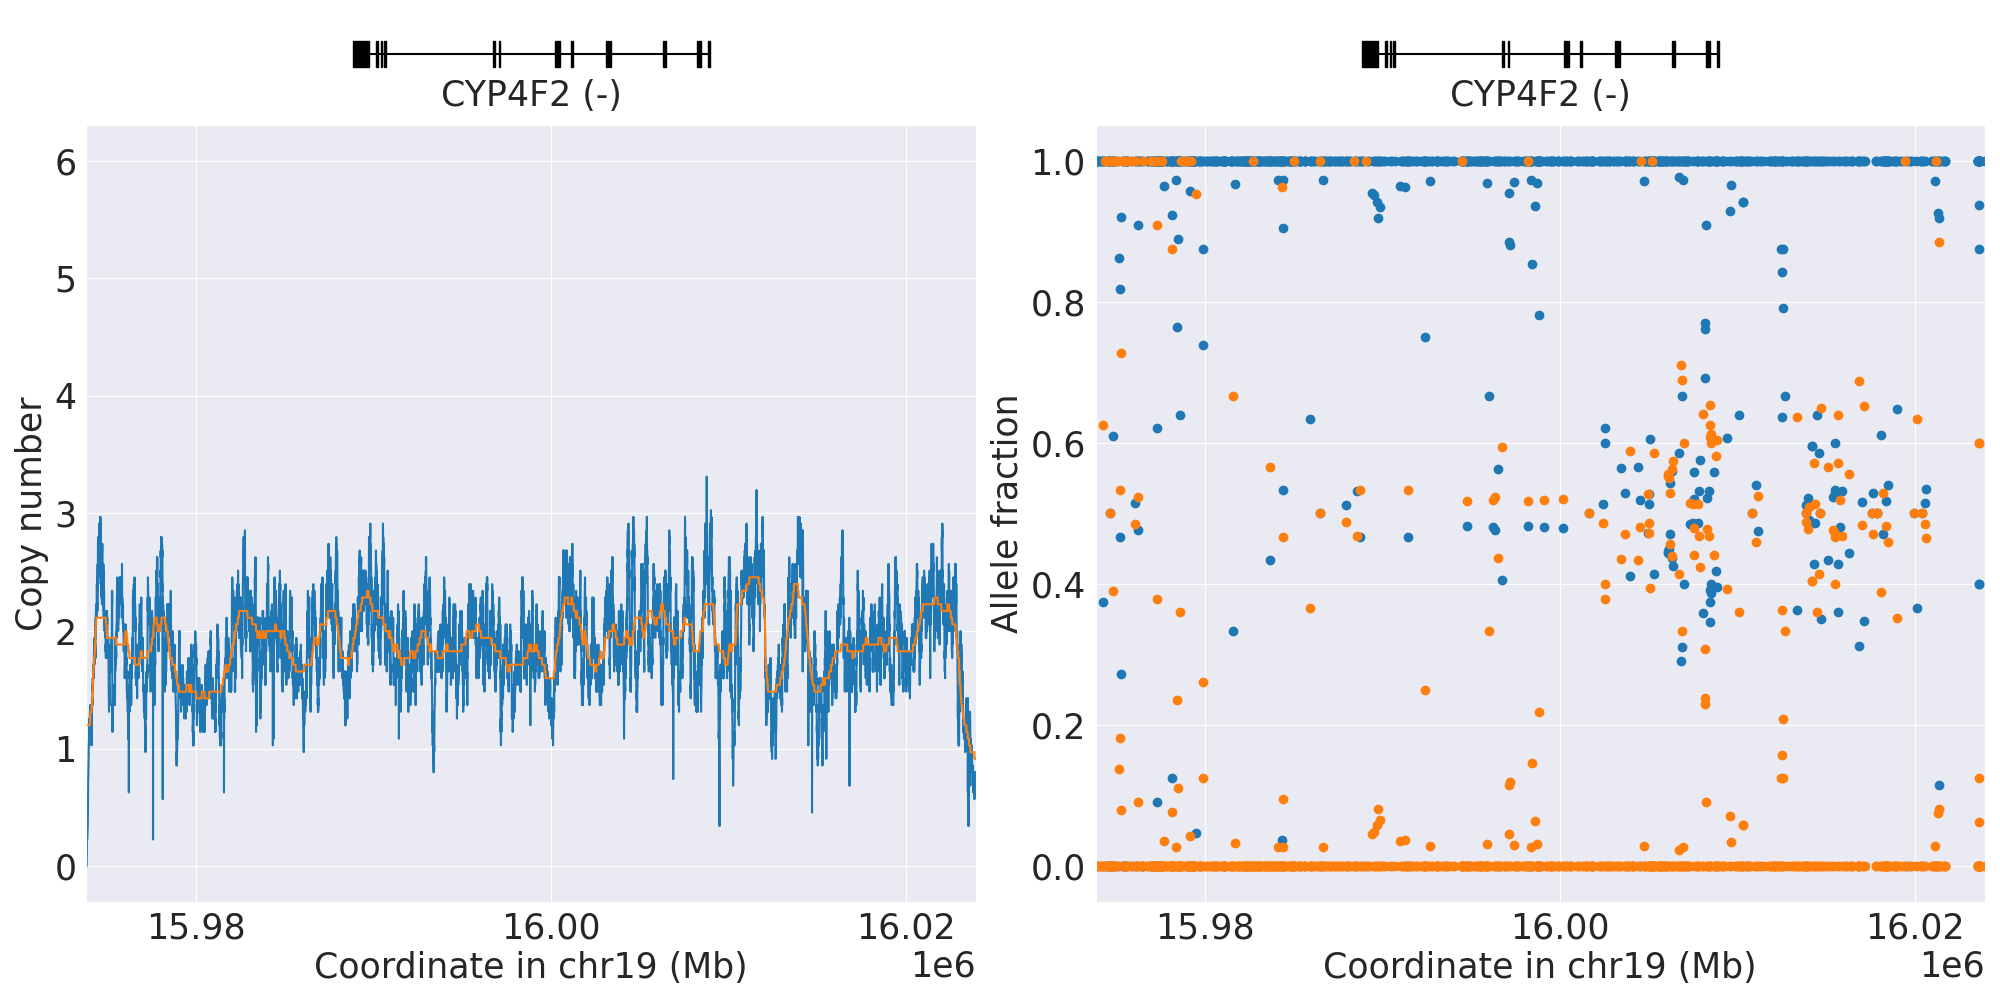 CYP4F2 (-)
6
5
4
3
2
1
0
Copy number
15.98
16.00
16.02
Coordinate in chr19 (Mb)
1e6
CYP4F2 (-)
1.0
0.8
0.6
0.4
0.2
0.0
Allele fraction
15.98
16.00
16.02
Coordinate in chr19 (Mb)
1e6